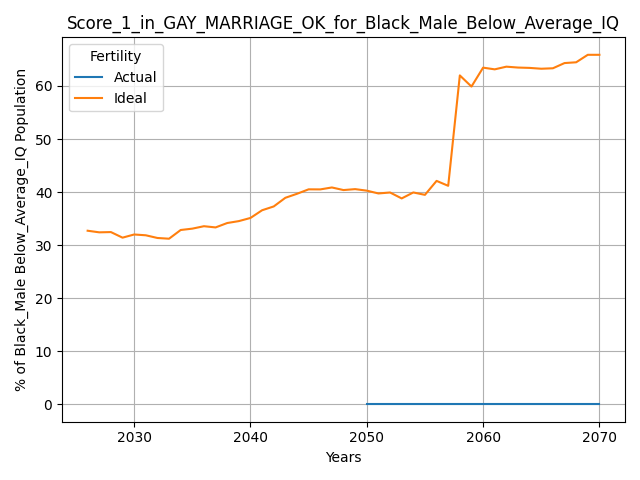 Score_1_in_GAY_MARRIAGE_OK_for_Black_Male_Below_Average_IQ
Fertility
Actual
Ideal
% of Black_Male Below_Average_IQ Population
60
50
40
30
20
10
0
2030 2040 2050 2060 2070
Years